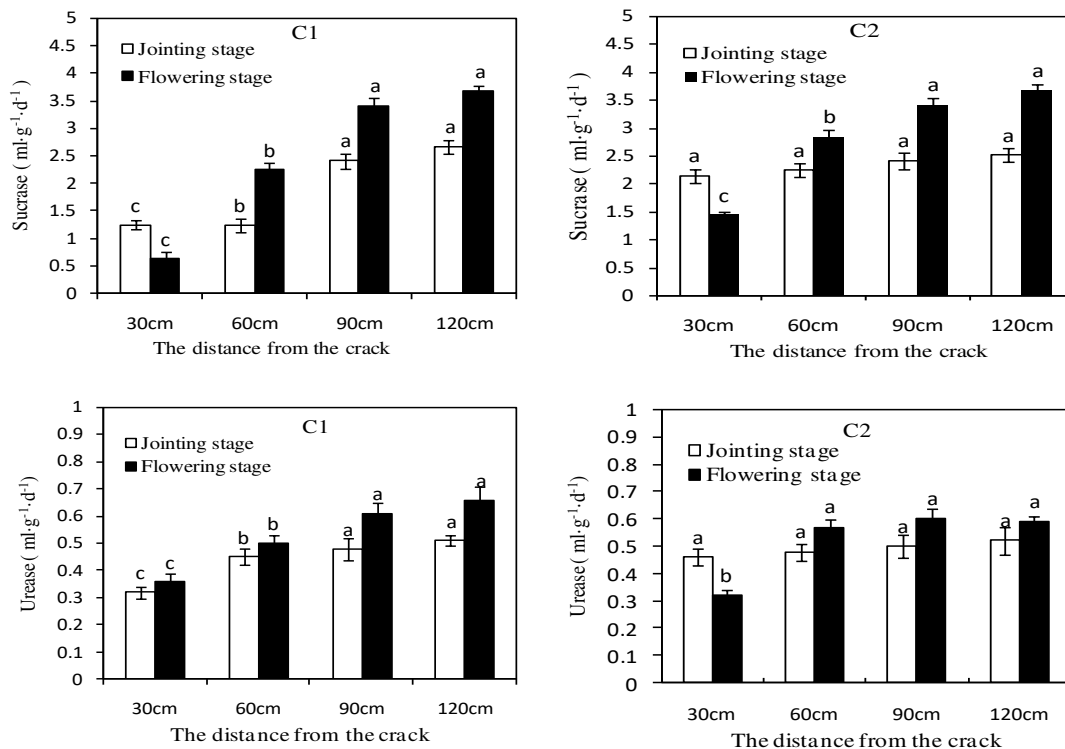 C1
Jointing stage
Flowering stage
Sucrase ( ml·g⁻¹·d⁻¹ )
5
4.5
4
3.5
3
2.5
2
1.5
1
0.5
0
c c b b a a a a
30cm 60cm 90cm 120cm
The distance from the crack
C2
Jointing stage
Flowering stage
Sucrase ( ml·g⁻¹·d⁻¹ )
5
4.5
4
3.5
3
2.5
2
1.5
1
0.5
0
a c a b a a a a
30cm 60cm 90cm 120cm
The distance from the crack
C1
Jointing stage
Flowering stage
Urease ( ml·g⁻¹·d⁻¹)
1
0.9
0.8
0.7
0.6
0.5
0.4
0.3
0.2
0.1
0
c c b b a a a a
30cm 60cm 90cm 120cm
The distance from the crack
C2
Jointing stage
Flowering stage
Urease ( ml·g⁻¹·d⁻¹)
1
0.9
0.8
0.7
0.6
0.5
0.4
0.3
0.2
0.1
0
a b a a a a a a
30cm 60cm 90cm 120cm
The distance from the crack